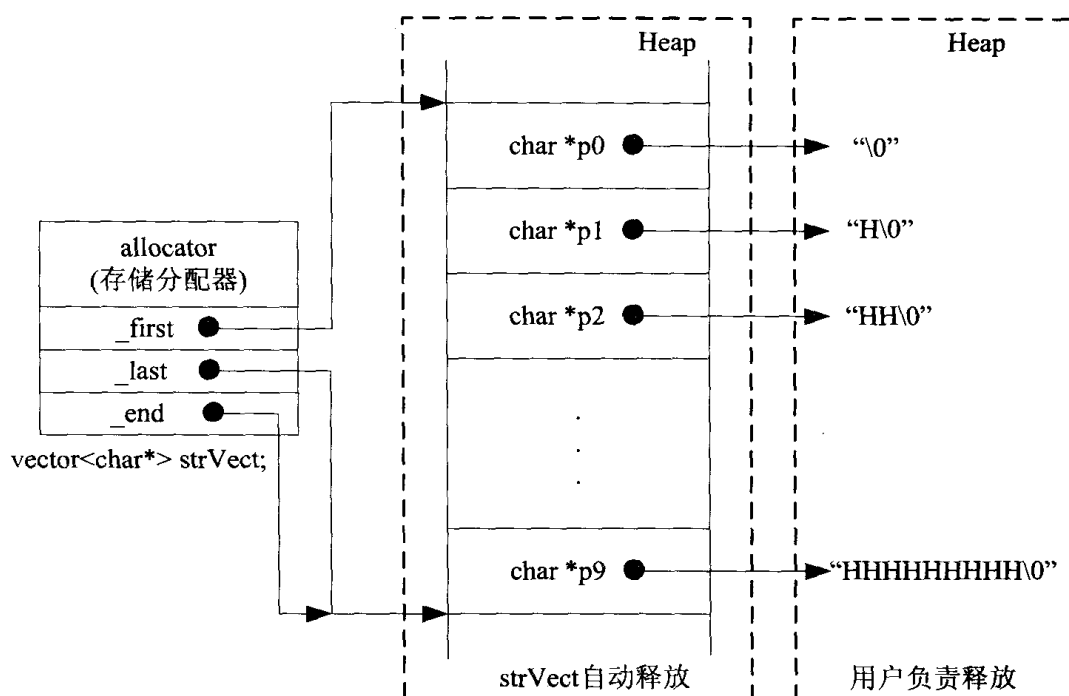 Heap
Heap
char *p0
“\0”
char *p1
“H\0”
allocator
(存储分配器)
char *p2
“HH\0”
_first
_last
_end
.
.
.
vector<char*> strVect;
char *p9
“HHHHHHHHH\0”
strVect自动释放
用户负责释放